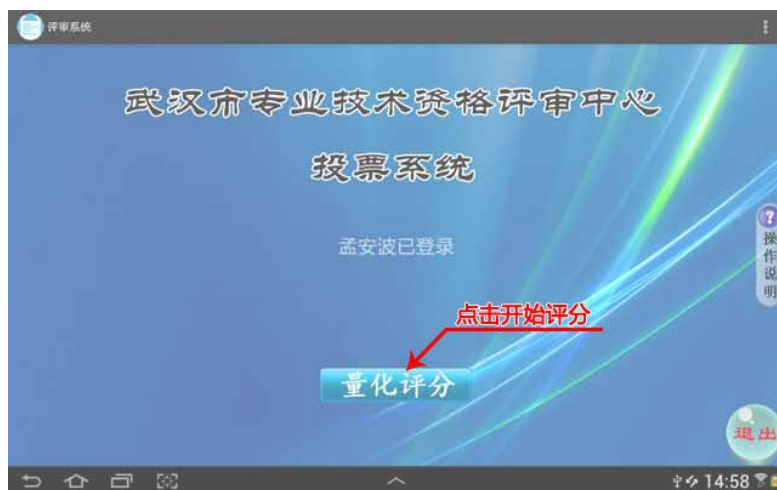 评审系统
武汉市专业技术资格评审中心
投票系统
孟安波已登录
?
操作说明
点击开始评分
量化评分
退出
14:58